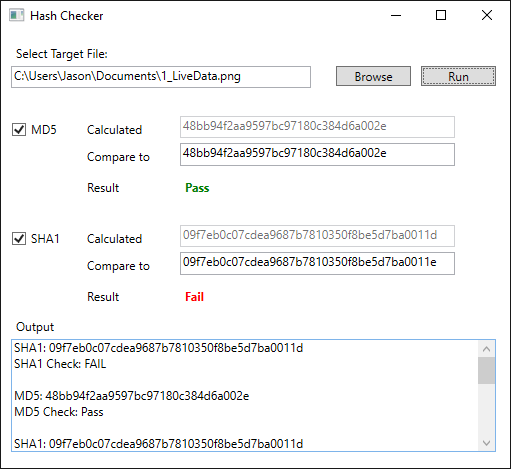 Hash Checker
Select Target File:
C:\Users\Jason\Documents\1_LiveData.png
Browse
Run
MD5
Calculated
48bb94f2aa9597bc97180c384d6a002e
Compare to
48bb94f2aa9597bc97180c384d6a002e
Result
Pass
SHA1
Calculated
09f7eb0c07cdea9687b7810350f8be5d7ba0011d
Compare to
09f7eb0c07cdea9687b7810350f8be5d7ba0011e
Result
Fail
Output
SHA1: 09f7eb0c07cdea9687b7810350f8be5d7ba0011d
SHA1 Check: FAIL
MD5: 48bb94f2aa9597bc97180c384d6a002e
MD5 Check: Pass
SHA1: 09f7eb0c07cdea9687b7810350f8be5d7ba0011d